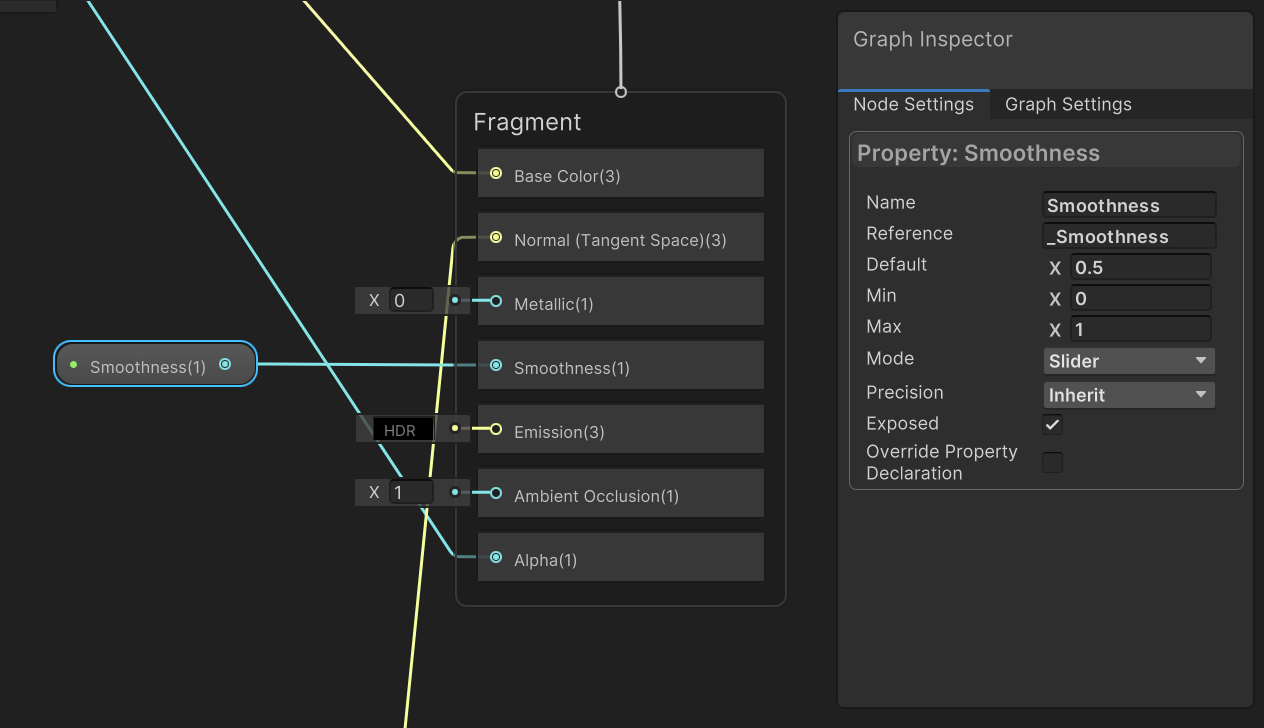 Graph Inspector
Node Settings Graph Settings
Property: Smoothness
Name Smoothness
Reference _Smoothness
Default X 0.5
Min X 0
Max X 1
Mode Slider
Precision Inherit
Exposed
Override Property
Declaration
Fragment
Base Color(3)
Normal (Tangent Space)(3)
X 0 Metallic(1)
Smoothness(1) Smoothness(1)
HDR Emission(3)
X 1 Ambient Occlusion(1)
Alpha(1)